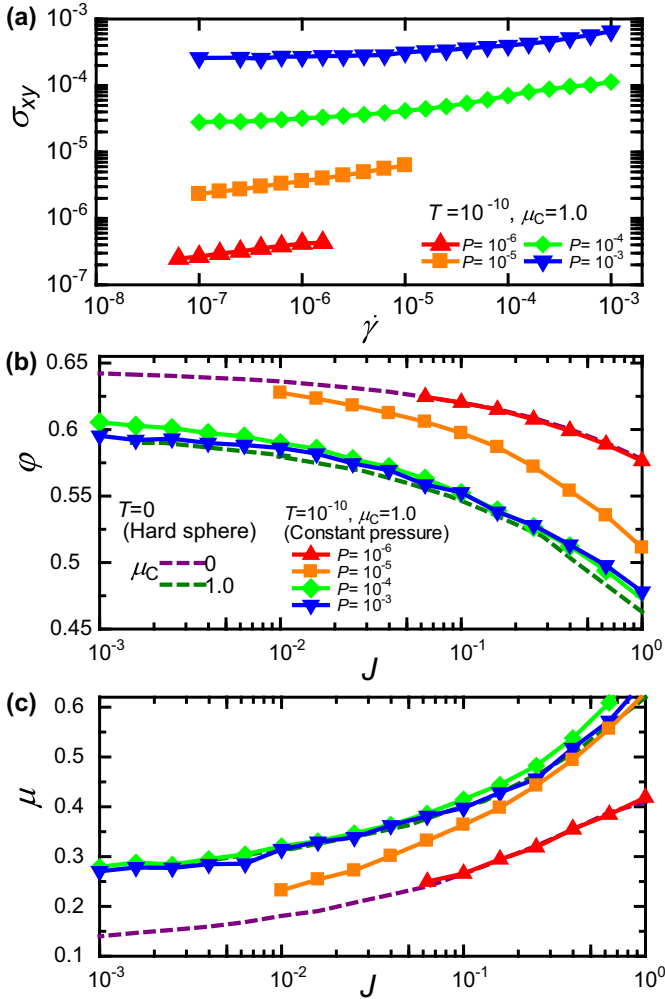 (a)
10⁻³
10⁻⁴
10⁻⁵
10⁻⁶
10⁻⁷
σxy
T=10⁻¹⁰, μC=1.0
P= 10⁻⁶
P= 10⁻⁴
P= 10⁻⁵
P= 10⁻³
10⁻⁸ 10⁻⁷ 10⁻⁶ 10⁻⁵ 10⁻⁴ 10⁻³
γ̇
(b)
0.65
0.6
0.55
0.5
0.45
φ
T=0
(Hard sphere)
μC
0
1.0
T=10⁻¹⁰, μC=1.0
(Constant pressure)
P= 10⁻⁶
P= 10⁻⁵
P= 10⁻⁴
P= 10⁻³
10⁻³ 10⁻² 10⁻¹ 10⁰
J
(c)
0.6
0.5
0.4
0.3
0.2
0.1
μ
10⁻³ 10⁻² 10⁻¹ 10⁰
J